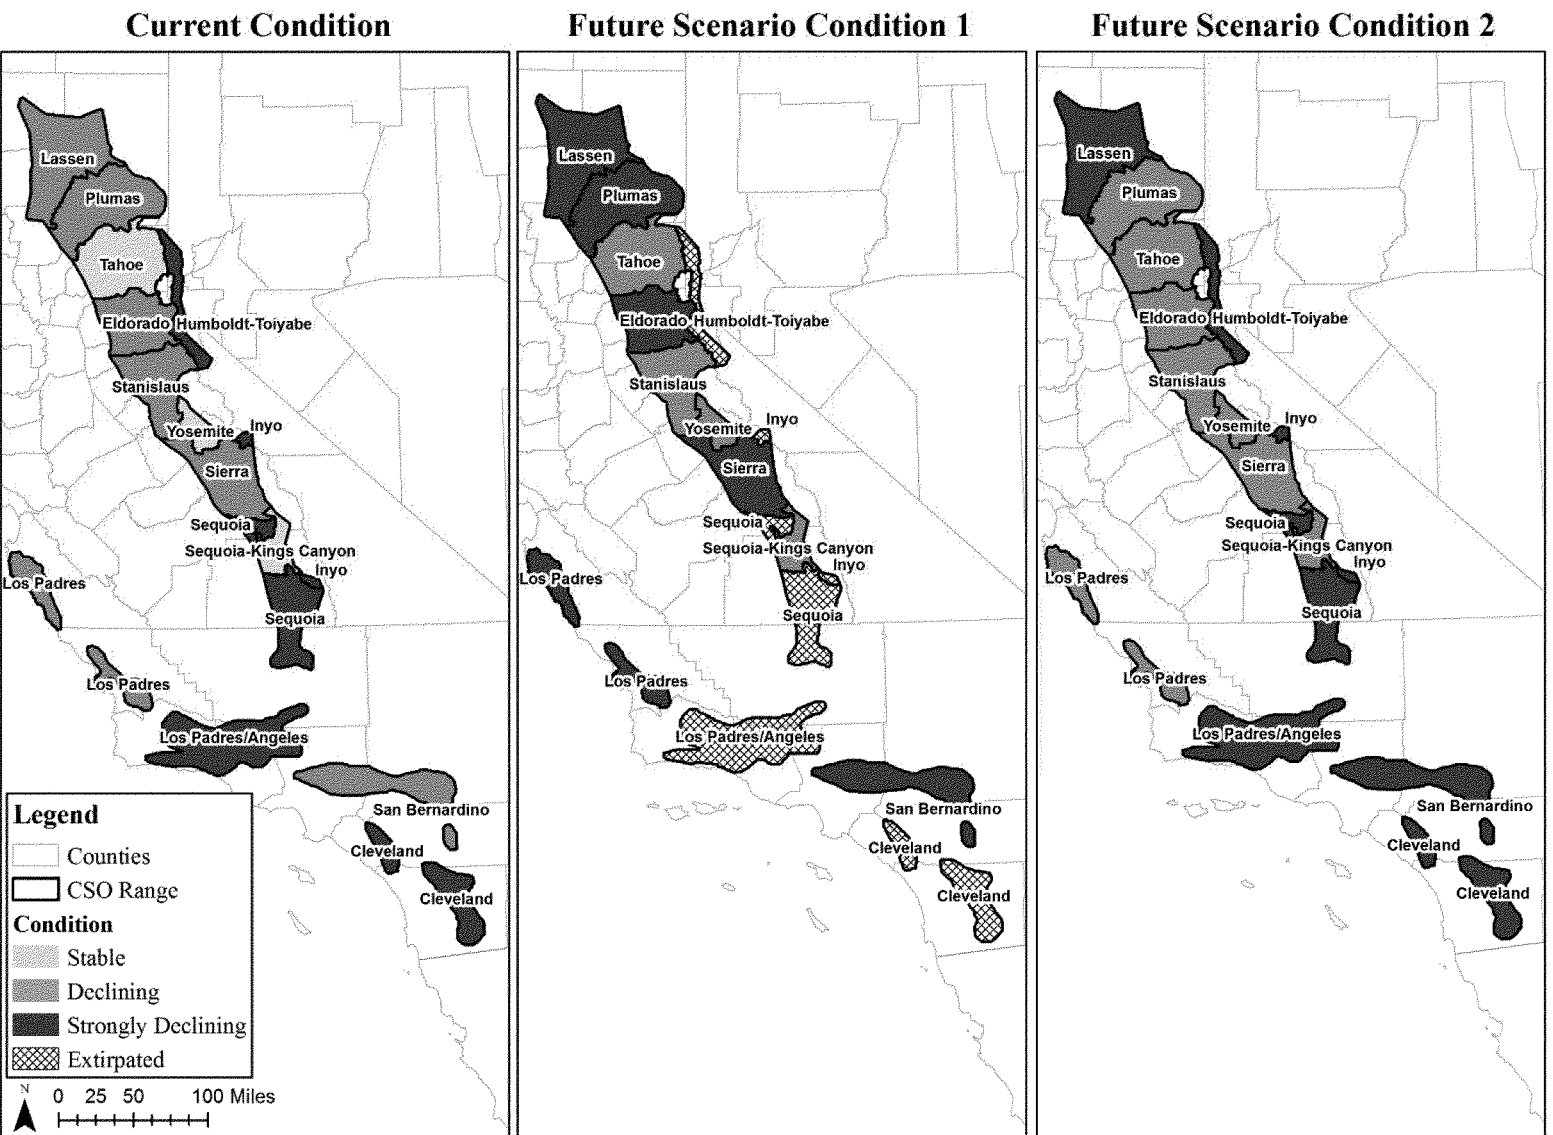 Current Condition
Future Scenario Condition 1
Future Scenario Condition 2
Lassen
Plumas
Tahoe
Eldorado
Humboldt-Toiyabe
Stanislaus
Yosemite
Inyo
Sierra
Sequoia
Sequoia-Kings Canyon
Inyo
Sequoia
Los Padres
Los Padres
Los Padres/Angeles
San Bernardino
Cleveland
Cleveland
Legend
Counties
CSO Range
Condition
Stable
Declining
Strongly Declining
Extirpated
N
0 25 50 100 Miles
Lassen
Plumas
Tahoe
Eldorado
Humboldt-Toiyabe
Stanislaus
Yosemite
Inyo
Sierra
Sequoia
Sequoia-Kings Canyon
Inyo
Sequoia
Los Padres
Los Padres
Los Padres/Angeles
San Bernardino
Cleveland
Cleveland
Lassen
Plumas
Tahoe
Eldorado
Humboldt-Toiyabe
Stanislaus
Yosemite
Inyo
Sierra
Sequoia
Sequoia-Kings Canyon
Inyo
Sequoia
Los Padres
Los Padres
Los Padres/Angeles
San Bernardino
Cleveland
Cleveland